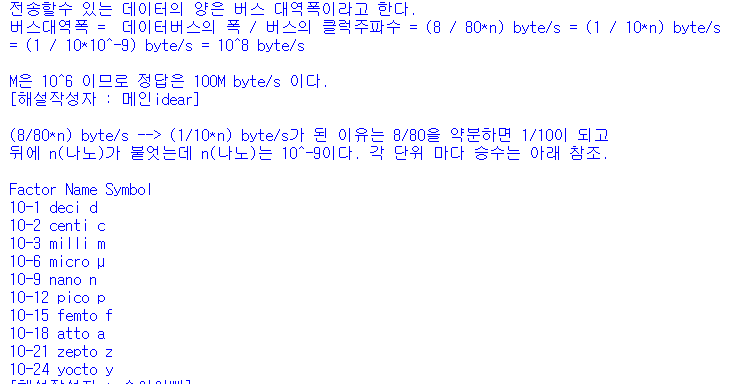 전송할수 있는 데이터의 양은 버스 대역폭이라고 한다.
버스대역폭 = 데이터버스의 폭 / 버스의 클럭주파수 = (8 / 80*n) byte/s = (1 / 10*n) byte/s
= (1 / 10*10^-9) byte/s = 10^8 byte/s
M은 10^6 이므로 정답은 100M byte/s 이다.
[해설작성자 : 메인idear]
(8/80*n) byte/s --> (1/10*n) byte/s가 된 이유는 8/80을 약분하면 1/10이 되고
뒤에 n(나노)가 붙엇는데 n(나노)는 10^-9이다. 각 단위 마다 승수는 아래 참조.
Factor Name Symbol
10-1 deci d
10-2 centi c
10-3 milli m
10-6 micro μ
10-9 nano n
10-12 pico p
10-15 femto f
10-18 atto a
10-21 zepto z
10-24 yocto y